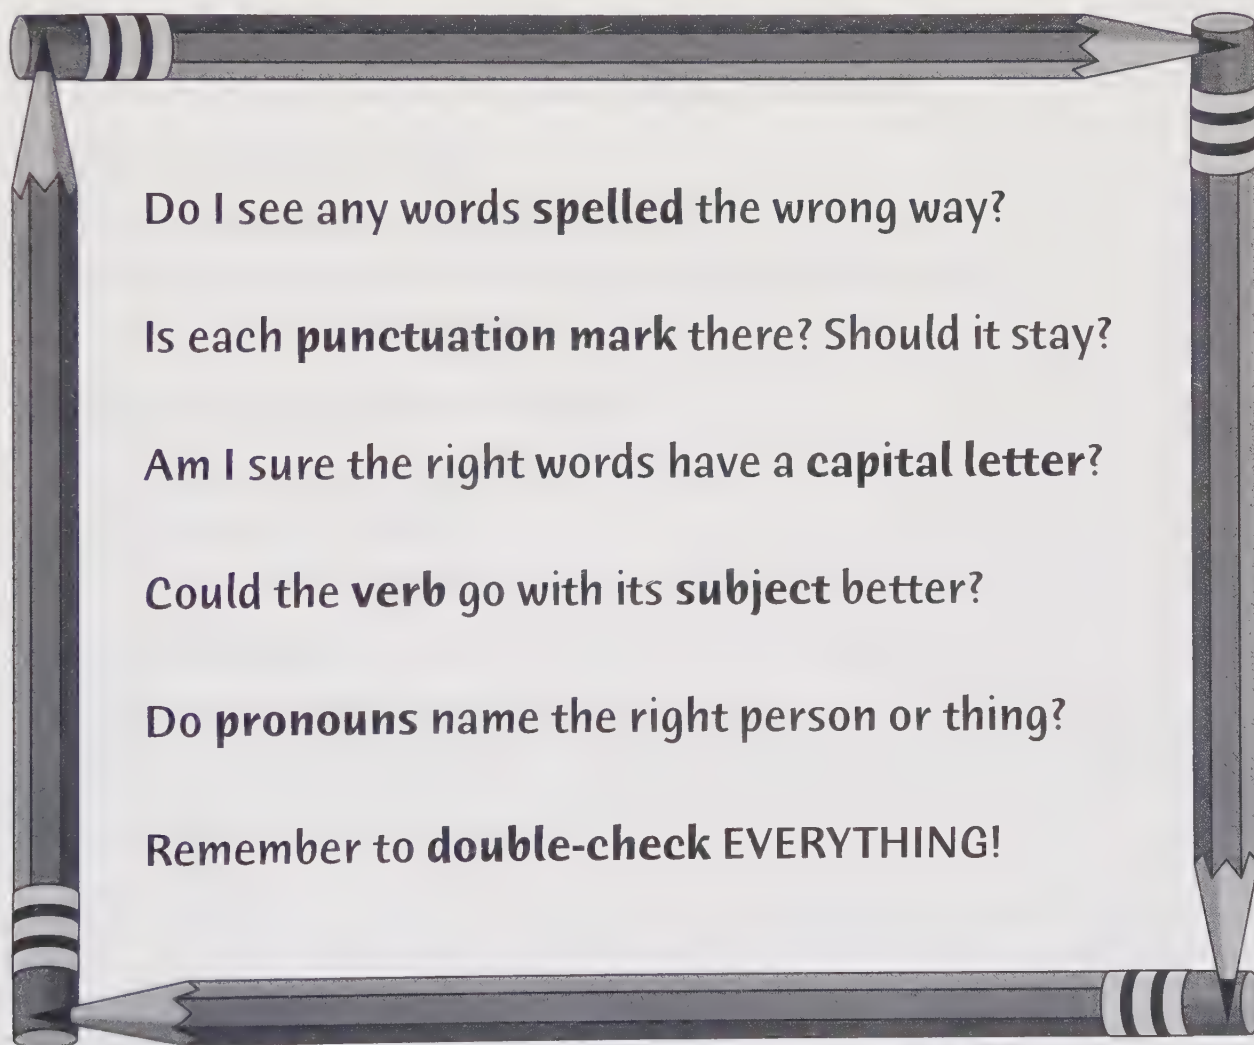 Do I see any words spelled the wrong way?
Is each punctuation mark there? Should it stay?
Am I sure the right words have a capital letter?
Could the verb go with its subject better?
Do pronouns name the right person or thing?
Remember to double-check EVERYTHING!